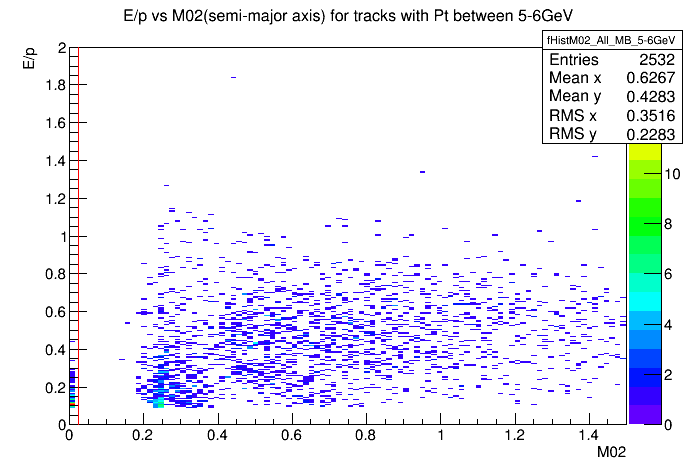 E/p vs M02(semi-major axis) for tracks with Pt between 5-6GeV
fHistM02_All_MB_5-6GeV
Entries 2532
Mean x 0.6267
Mean y 0.4283
RMS x 0.3516
RMS y 0.2283
E/p
2
1.8
1.6
1.4
1.2
1
0.8
0.6
0.4
0.2
0
0 0.2 0.4 0.6 0.8 1 1.2 1.4
M02
10
8
6
4
2
0